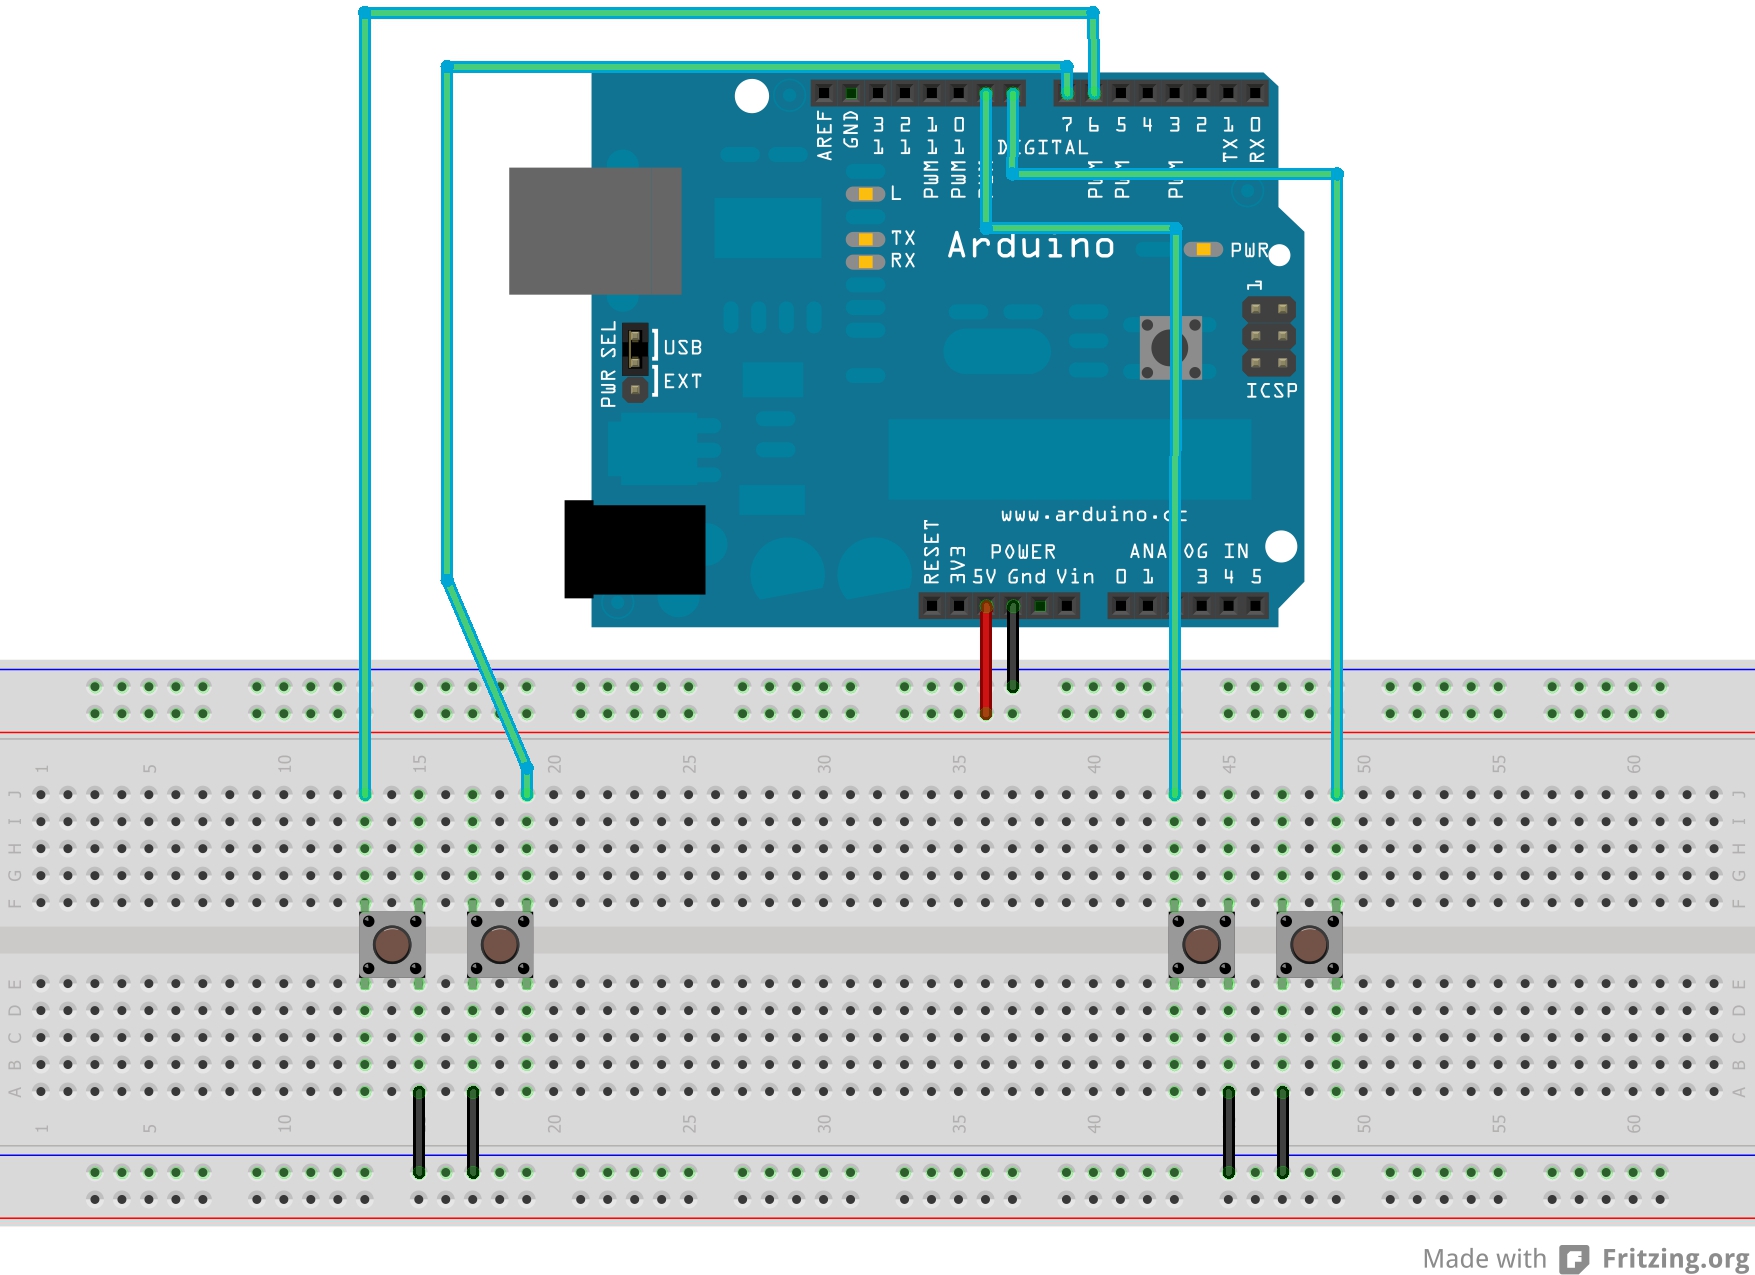 AREF
GND
13
12
PWM 11
PWM 10
7
PWM 6
PWM 5
4
PWM 3
2
TX 1
RX 0
DIGITAL
L
TX
RX
Arduino
PWR
1
ICSP
PWR SEL
USB
EXT
www.arduino.cc
RESET
3V3
POWER
5V Gnd Vin
ANALOG IN
0 1 3 4 5
1 5 10 15 20 25 30 35 40 45 50 55 60
J J
I I
H H
G G
F F
E E
D D
C C
B B
A A
1 5 10 20 25 30 35 40 50 55 60
Made with Fritzing.org